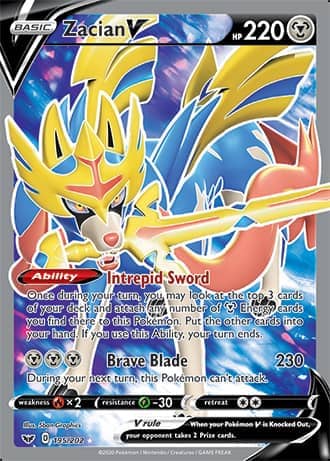 BASIC Zacian V HP 220
Ability Intrepid Sword
Once during your turn, you may look at the top 3 cards
of your deck and attach any number of Energy cards
you find there to this Pokémon. Put the other cards into
your hand. If you use this Ability, your turn ends.
Brave Blade 230
During your next turn, this Pokémon can't attack.
weakness ×2 resistance -30 retreat
Illus. 5ban Graphics
V rule When your Pokémon V is Knocked Out,
your opponent takes 2 Prize cards.
D 195/202
©2020 Pokémon / Nintendo / Creatures / GAME FREAK